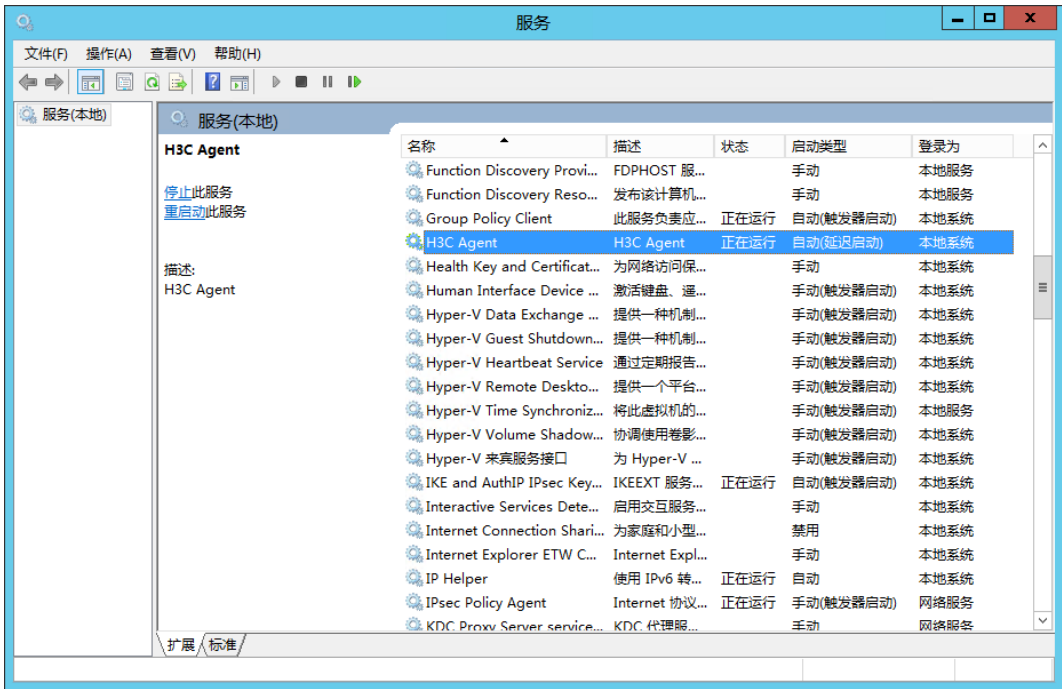 服务
文件(F) 操作(A) 查看(V) 帮助(H)
服务(本地)
服务(本地)
H3C Agent
停止此服务
重启动此服务
描述:
H3C Agent
名称 描述 状态 启动类型 登录为
Function Discovery Provi... FDPHOST 服... 手动 本地服务
Function Discovery Reso... 发布该计算机... 手动 本地服务
Group Policy Client 此服务负责应... 正在运行 自动(触发器启动) 本地系统
H3C Agent H3C Agent 正在运行 自动(延迟启动) 本地系统
Health Key and Certificat... 为网络访问保... 手动 本地系统
Human Interface Device ... 激活键盘、遥... 手动(触发器启动) 本地系统
Hyper-V Data Exchange ... 提供一种机制... 手动(触发器启动) 本地系统
Hyper-V Guest Shutdown... 提供一种机制... 手动(触发器启动) 本地系统
Hyper-V Heartbeat Service 通过定期报告... 手动(触发器启动) 本地系统
Hyper-V Remote Deskto... 提供一个平台... 手动(触发器启动) 本地系统
Hyper-V Time Synchroniz... 将此虚拟机的... 手动(触发器启动) 本地服务
Hyper-V Volume Shadow... 协调使用卷影... 手动(触发器启动) 本地系统
Hyper-V 来宾服务接口 为 Hyper-V ... 手动(触发器启动) 本地系统
IKE and AuthIP IPsec Key... IKEEXT 服务... 正在运行 自动(触发器启动) 本地系统
Interactive Services Dete... 启用交互服务... 手动 本地系统
Internet Connection Shari... 为家庭和小型... 禁用 本地系统
Internet Explorer ETW C... Internet Expl... 手动 本地系统
IP Helper 使用 IPv6 转... 正在运行 自动 本地系统
IPsec Policy Agent Internet 协议... 正在运行 手动(触发器启动) 网络服务
KDC Proxy Server service... KDC 代理服... 手动 网络服务
扩展 标准